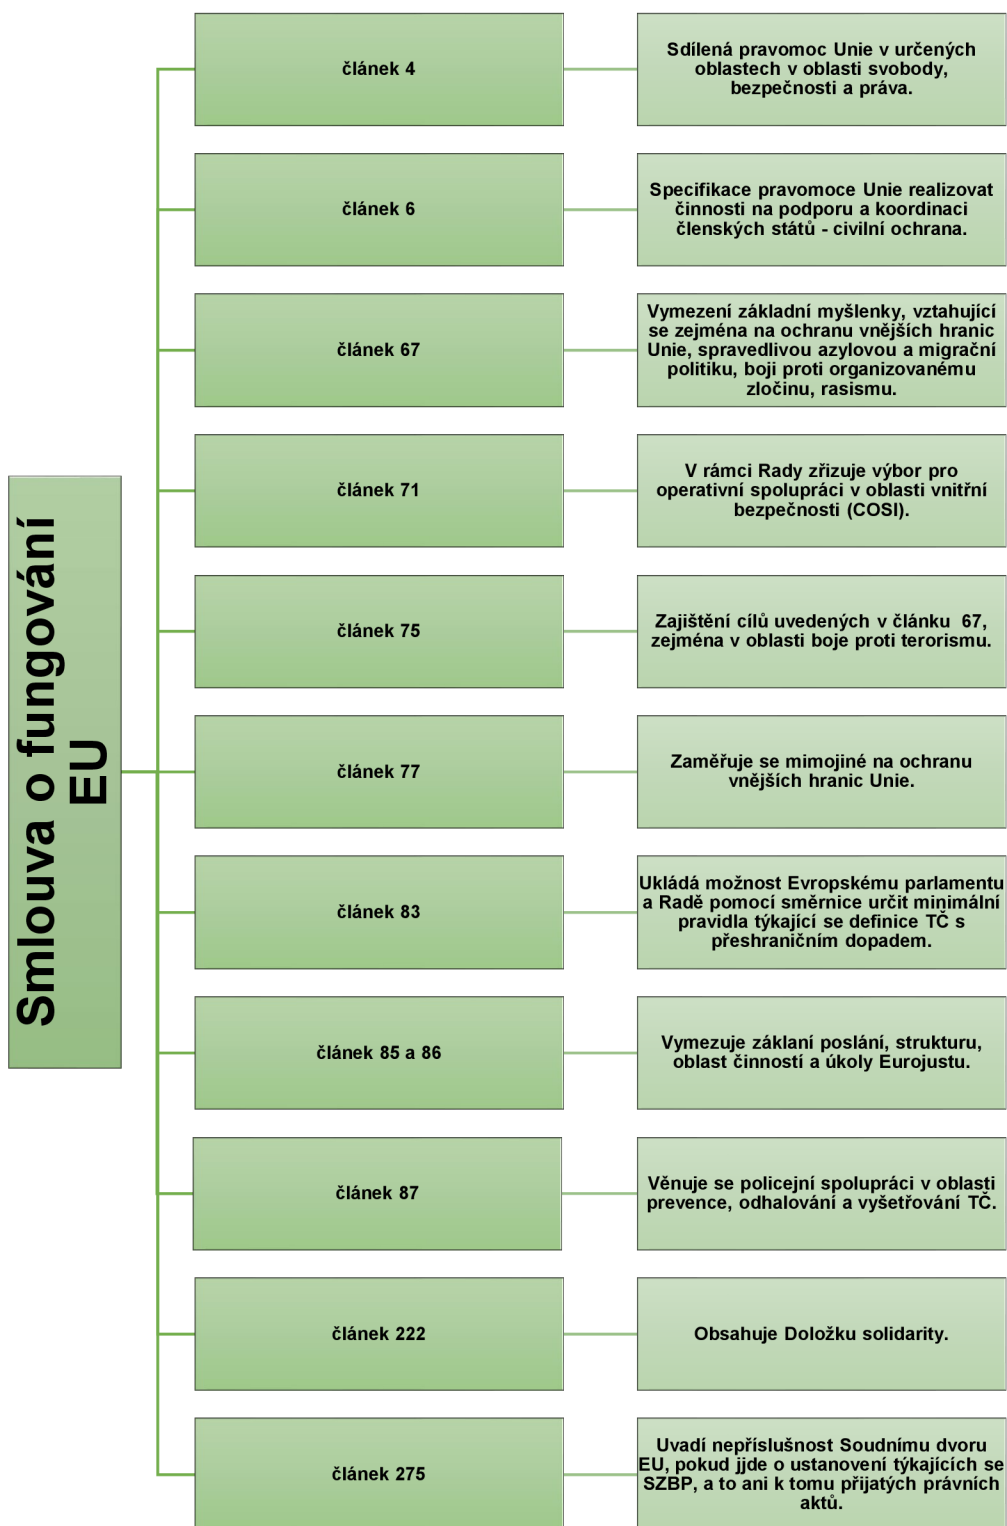 Smlouva o fungování
EU
článek 4
Sdílená pravomoc Unie v určených
oblastech v oblasti svobody,
bezpečnosti a práva.
článek 6
Specifikace pravomoce Unie realizovat
činnosti na podporu a koordinaci
členských států - civilní ochrana.
článek 67
Vymezení základní myšlenky, vztahující
se zejména na ochranu vnějších hranic
Unie, spravedlivou azylovou a migrační
politiku, boji proti organizovanému
zločinu, rasismu.
článek 71
V rámci Rady zřizuje výbor pro
operativní spolupráci v oblasti vnitřní
bezpečnosti (COSI).
článek 75
Zajištění cílů uvedených v článku  67,
zejména v oblasti boje proti terorismu.
článek 77
Zaměřuje se mimojiné na ochranu
vnějších hranic Unie.
článek 83
Ukládá možnost Evropskému parlamentu
a Radě pomocí směrnice určit minimální
pravidla týkající se definice TČ s
přeshraničním dopadem.
článek 85 a 86
Vymezuje záklaní poslání, strukturu,
oblast činností a úkoly Eurojustu.
článek 87
Věnuje se policejní spolupráci v oblasti
prevence, odhalování a vyšetřování TČ.
článek 222
Obsahuje Doložku solidarity.
článek 275
Uvadí nepříslušnost Soudnímu dvoru
EU, pokud jjde o ustanovení týkajících se
SZBP, a to ani k tomu přijatých právních
aktů.